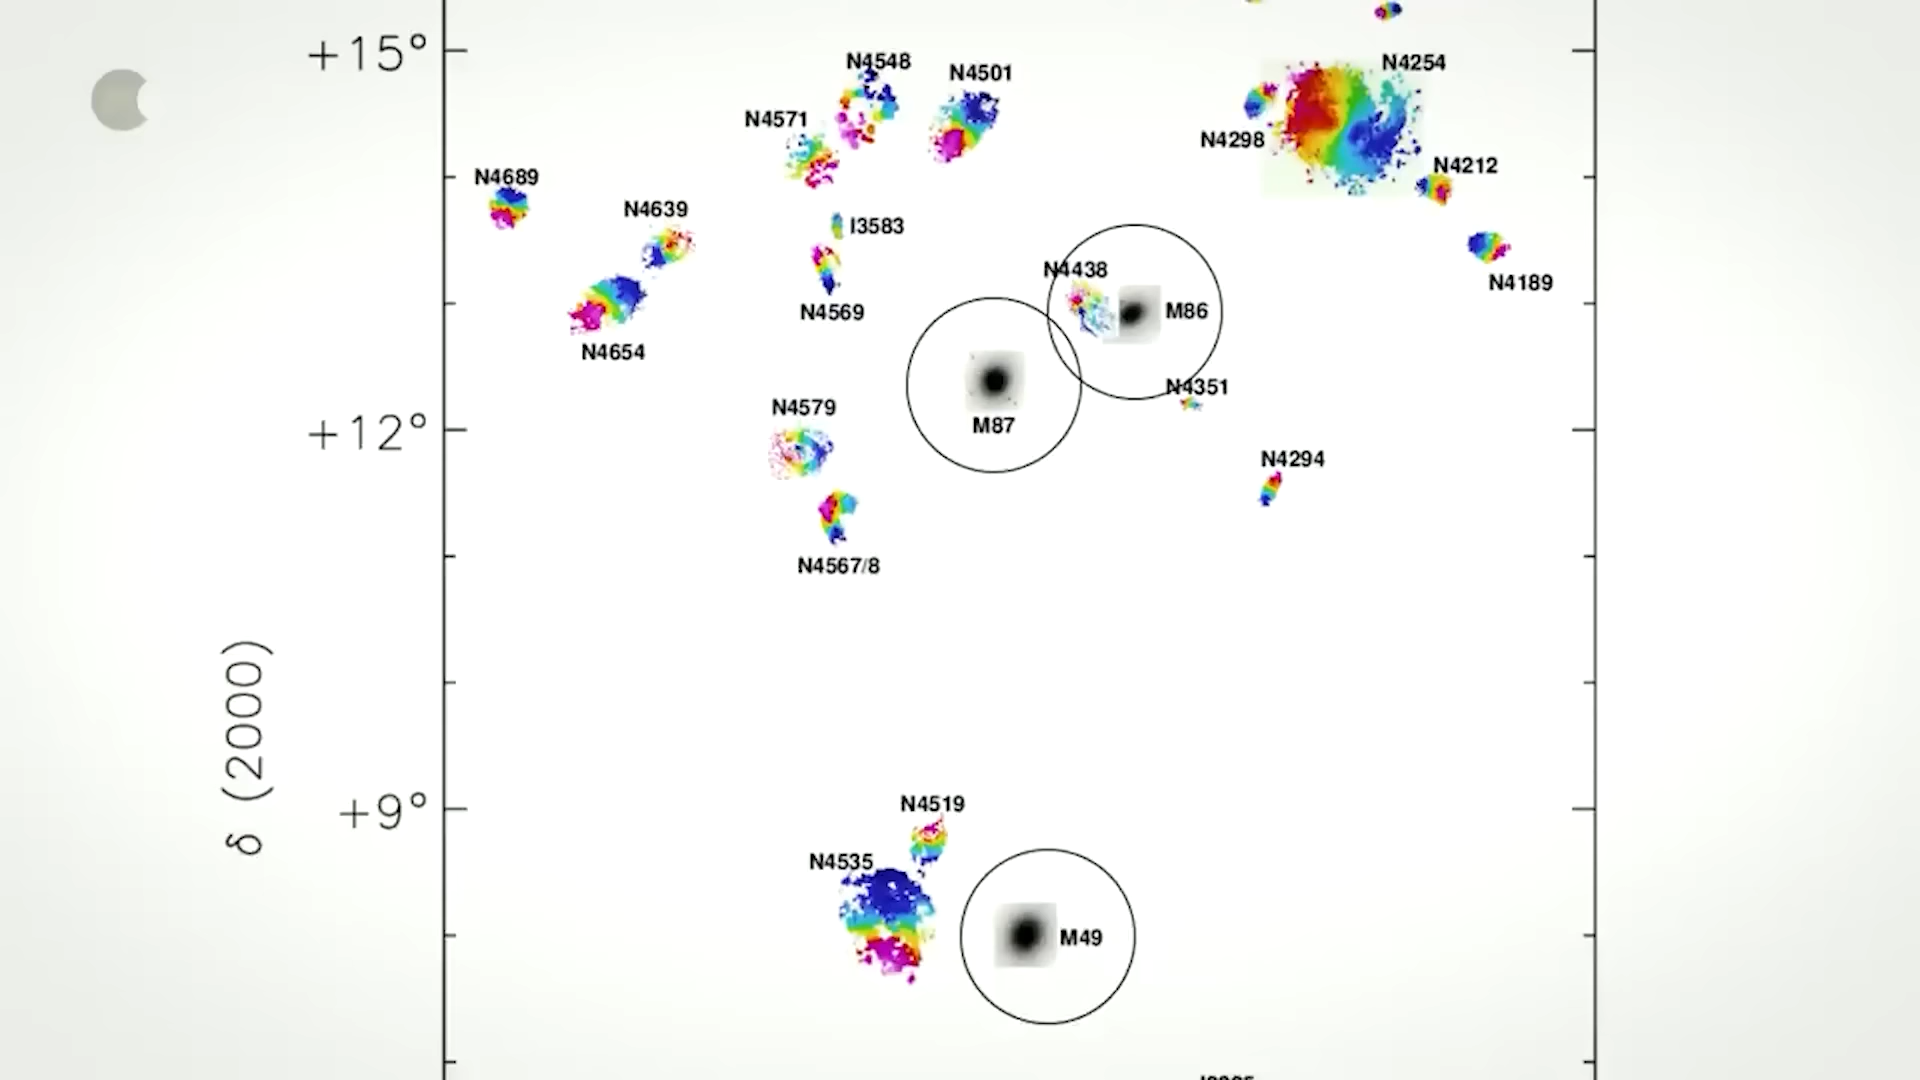 +15°
N4548
N4501
N4254
N4571
N4298
N4212
N4689
N4639
I3583
N4438
N4189
N4569
M86
N4654
N4351
N4579
M87
+12°
N4294
N4567/8
δ (2000)
N4519
+9°
N4535
M49